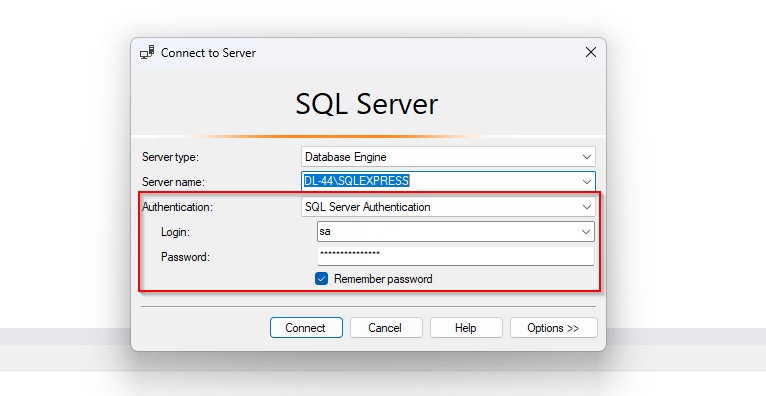 Connect to Server
SQL Server
Server type: Database Engine
Server name: DL-44\SQLEXPRESS
Authentication: SQL Server Authentication
Login: sa
Password: ***************
Remember password
Connect Cancel Help Options >>